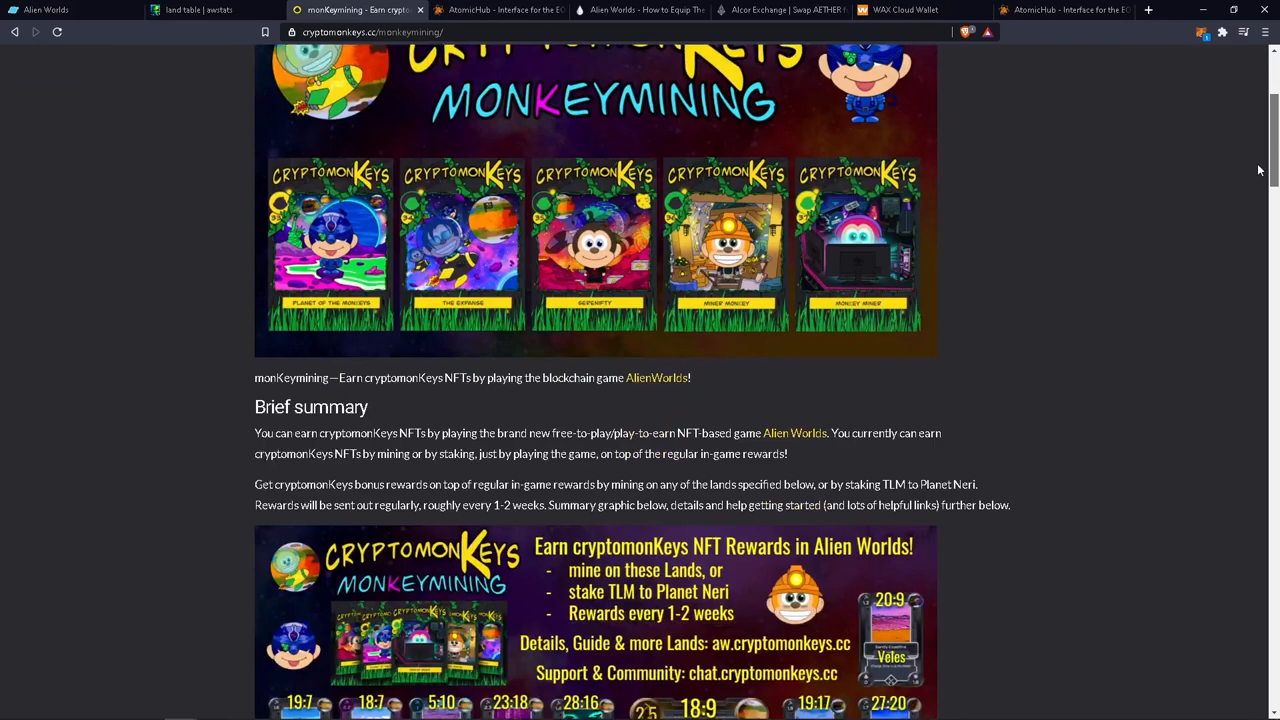 Alien Worlds
land table | awstats
monKeymining - Earn crypto
AtomicHub - Interface for the EO
Alien Worlds - How to Equip The
Alcor Exchange | Swap AETHER f
WAX Cloud Wallet
AtomicHub - Interface for the EO
cryptomonkeys.cc/monkeymining/
CRYPTOMONKEYS
MONKEYMINING
CRYPTOMONKEYS
CRYPTOMONKEYS
CRYPTOMONKEYS
CRYPTOMONKEYS
CRYPTOMONKEYS
33
34
35
36
37
PLANET OF THE MONKEYS
THE EXPANSE
SERENIFTY
MINER MONKEY
MONKEY MINER
monKeymining—Earn cryptomonKeys NFTs by playing the blockchain game AlienWorlds!
Brief summary
You can earn cryptomonKeys NFTs by playing the brand new free-to-play/play-to-earn NFT-based game Alien Worlds. You currently can earn
cryptomonKeys NFTs by mining or by staking, just by playing the game, on top of the regular in-game rewards!
Get cryptomonKeys bonus rewards on top of regular in-game rewards by mining on any of the lands specified below, or by staking TLM to Planet Neri.
Rewards will be sent out regularly, roughly every 1-2 weeks. Summary graphic below, details and help getting started (and lots of helpful links) further below.
CRYPTOMONKEYS
MONKEYMINING
Earn cryptomonKeys NFT Rewards in Alien Worlds!
- mine on these Lands, or
- stake TLM to Planet Neri
- Rewards every 1-2 weeks
Details, Guide & more Lands: aw.cryptomonkeys.cc
Support & Community: chat.cryptomonkeys.cc
20:9
Veles
19:7
18:7
5:10
23:18
28:16
2.5
18:9
19:17
27:20